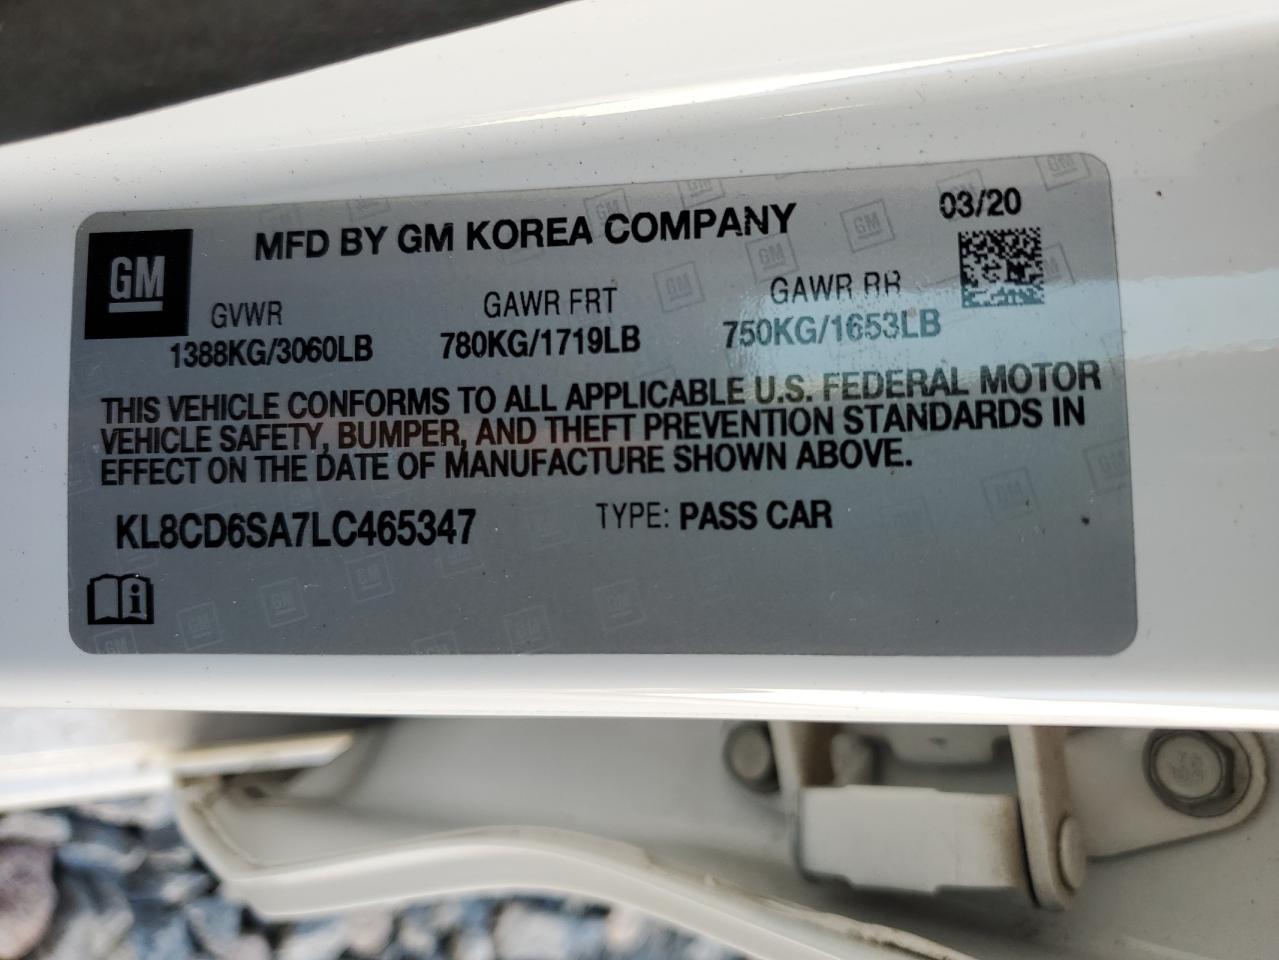 03/20
MFD BY GM KOREA COMPANY
GM
GVWR GAWR FRT GAWR RR
1388KG/3060LB 780KG/1719LB 750KG/1653LB
THIS VEHICLE CONFORMS TO ALL APPLICABLE U.S. FEDERAL MOTOR
VEHICLE SAFETY, BUMPER, AND THEFT PREVENTION STANDARDS IN
EFFECT ON THE DATE OF MANUFACTURE SHOWN ABOVE.
KL8CD6SA7LC465347 TYPE: PASS CAR